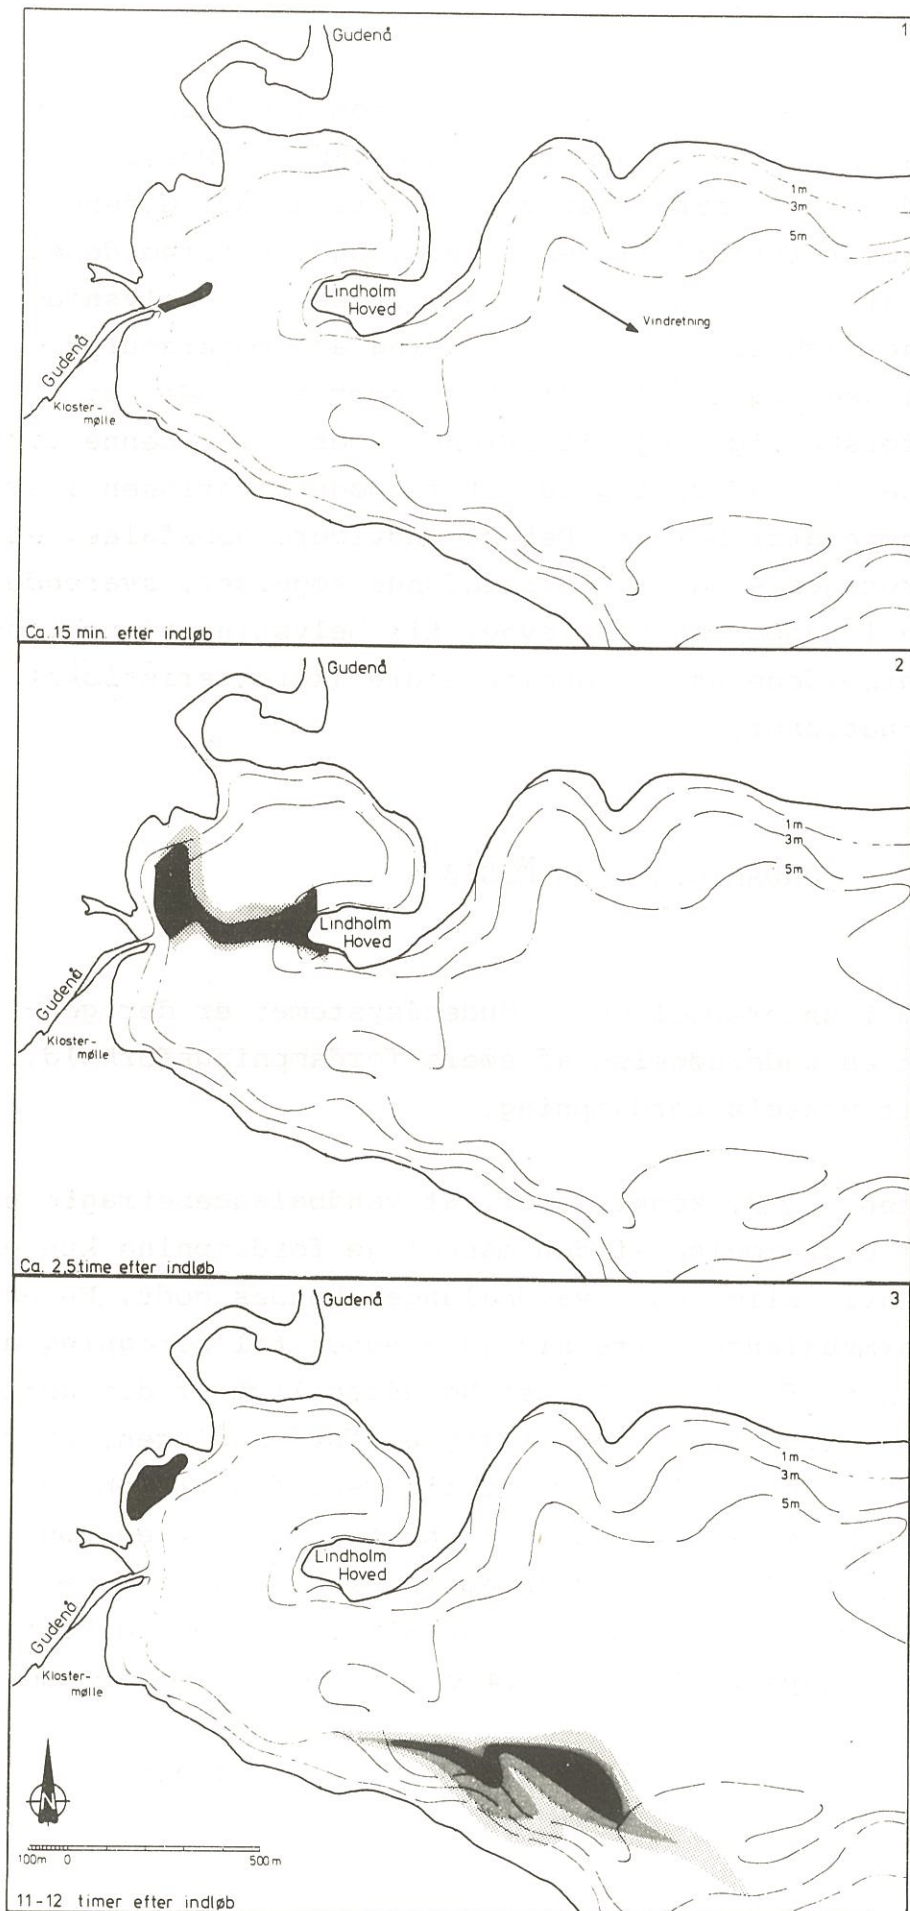 Gudenå
1
1m
3m
5m
Lindholm
Hoved
Vindretning
Gudenå
Kloster-
mølle
Ca. 15 min. efter indløb
Gudenå
2
1m
3m
5m
Lindholm
Hoved
Gudenå
Kloster-
mølle
Ca. 2,5 time efter indløb
Gudenå
3
1m
3m
5m
Lindholm
Hoved
Gudenå
Kloster-
mølle
N
100m 0 500m
11-12 timer efter indløb